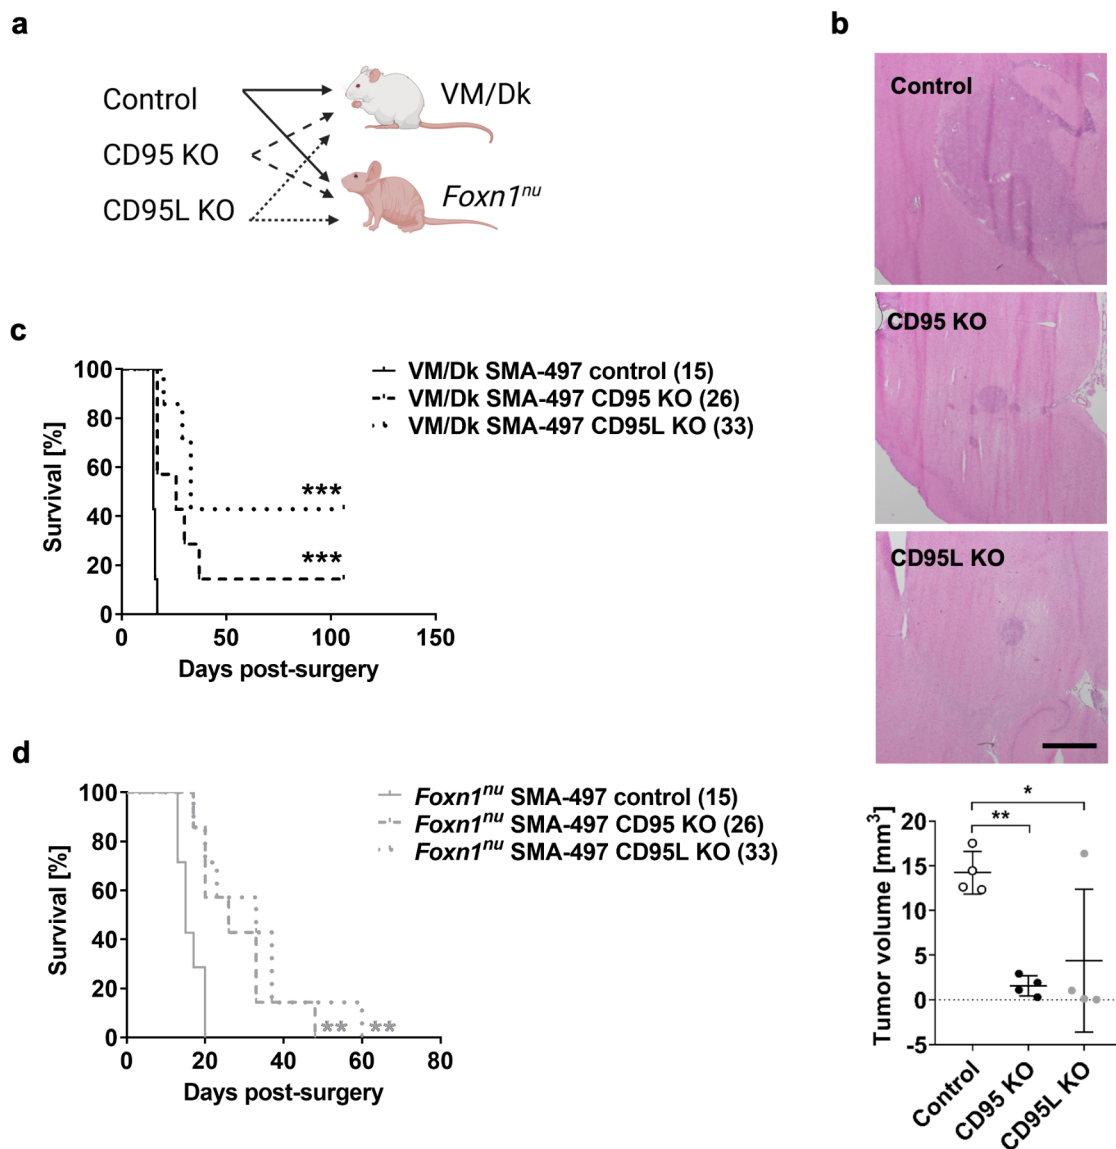 a
Control
CD95 KO
CD95L KO
VM/Dk
Foxn1nu
b
Control
CD95 KO
CD95L KO
c
Survival [%]
100
80
60
40
20
0
0 50 100 150
Days post-surgery
VM/Dk SMA-497 control (15)
VM/Dk SMA-497 CD95 KO (26)
VM/Dk SMA-497 CD95L KO (33)
***
***
d
Survival [%]
100
80
60
40
20
0
0 20 40 60 80
Days post-surgery
Foxn1nu SMA-497 control (15)
Foxn1nu SMA-497 CD95 KO (26)
Foxn1nu SMA-497 CD95L KO (33)
** **
Tumor volume [mm3]
20
15
10
5
0
-5
*
**
Control
CD95 KO
CD95L KO